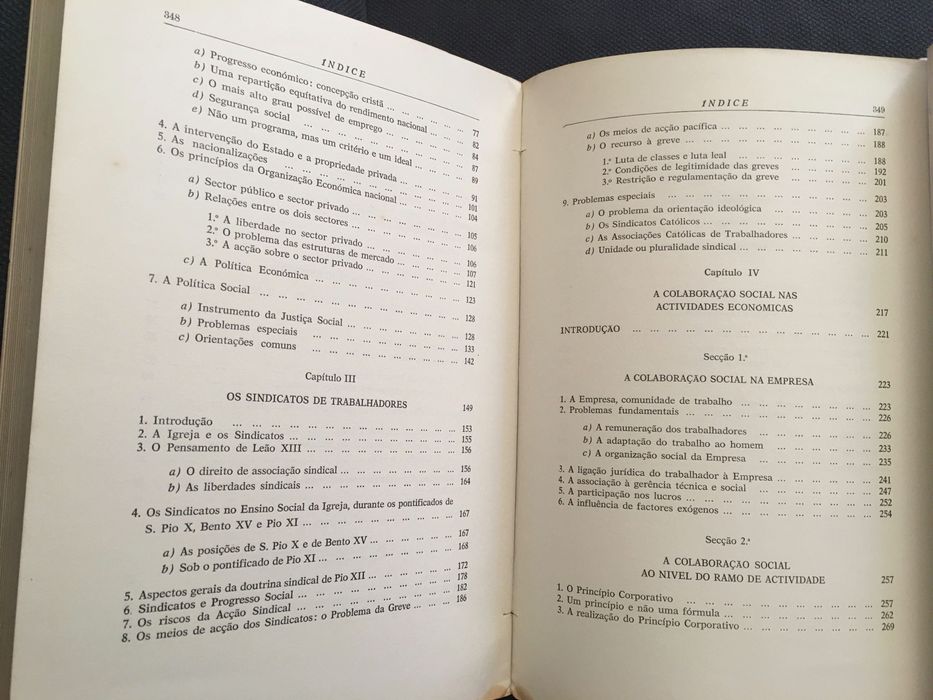 348
INDICE
a) Progresso económico: concepção cristã ... ... ... ... ... ... 77
b) Uma repartição equitativa do rendimento nacional ... ... 82
c) O mais alto grau possível de emprego ... ... ... ... ... 84
d) Segurança social ... ... ... ... ... ... ... ... ... 87
e) Não um programa, mas um critério e um ideal ... ... ... 89
4. A intervenção do Estado e a propriedade privada ... ... ... 91
5. As nacionalizações ... ... ... ... ... ... ... ... ... 101
6. Os princípios da Organização Económica nacional ... ... ... 104
a) Sector público e sector privado ... ... ... ... ... ... 105
b) Relações entre os dois sectores ... ... ... ... ... ... 106
1.º A liberdade no sector privado ... ... ... ... ... 106
2.º O problema das estruturas de mercado ... ... ... 107
3.º A acção sobre o sector privado ... ... ... ... ... 121
c) A Política Económica ... ... ... ... ... ... ... ... 123
7. A Política Social ... ... ... ... ... ... ... ... ... ... 128
a) Instrumento da Justiça Social ... ... ... ... ... ... 128
b) Problemas especiais ... ... ... ... ... ... ... ... 133
c) Orientações comuns ... ... ... ... ... ... ... ... 142
Capítulo III
OS SINDICATOS DE TRABALHADORES 149
1. Introdução ... ... ... ... ... ... ... ... ... ... ... 153
2. A Igreja e os Sindicatos ... ... ... ... ... ... ... ... 155
3. O Pensamento de Leão XIII ... ... ... ... ... ... ... ... 156
a) O direito de associação sindical ... ... ... ... ... ... 156
b) As liberdades sindicais ... ... ... ... ... ... ... ... 164
4. Os Sindicatos no Ensino Social da Igreja, durante os pontificados de
S. Pio X, Bento XV e Pio XI ... ... ... ... ... ... ... 167
a) As posições de S. Pio X e de Bento XV ... ... ... ... 167
b) Sob o pontificado de Pio XI ... ... ... ... ... ... ... 168
5. Aspectos gerais da doutrina sindical de Pio XII ... ... ... ... 172
6. Sindicatos e Progresso Social ... ... ... ... ... ... ... 178
7. Os riscos da Acção Sindical ... ... ... ... ... ... ... 182
8. Os meios de acção dos Sindicatos: o Problema da Greve ... ... ... 186
INDICE
349
a) Os meios de acção pacífica ... ... ... ... ... ... ... 187
b) O recurso à greve ... ... ... ... ... ... ... ... ... 188
1.º Luta de classes e luta leal ... ... ... ... ... ... 188
2.º Condições de legitimidade das greves ... ... ... 192
3.º Restrição e regulamentação da greve ... ... ... 201
9. Problemas especiais ... ... ... ... ... ... ... ... ... 203
a) O problema da orientação ideológica ... ... ... ... ... 203
b) Os Sindicatos Católicos ... ... ... ... ... ... ... ... 205
c) As Associações Católicas de Trabalhadores ... ... ... ... 210
d) Unidade ou pluralidade sindical ... ... ... ... ... ... 211
Capítulo IV
A COLABORAÇÃO SOCIAL NAS
ACTIVIDADES ECONOMICAS 217
INTRODUÇÃO ... ... ... ... ... ... ... ... ... ... ... 221
Secção 1.ª
A COLABORAÇÃO SOCIAL NA EMPRESA 223
1. A Empresa, comunidade de trabalho ... ... ... ... ... ... 223
2. Problemas fundamentais ... ... ... ... ... ... ... ... 226
a) A remuneração dos trabalhadores ... ... ... ... ... 226
b) A adaptação do trabalho ao homem ... ... ... ... ... 233
c) A organização social da Empresa ... ... ... ... ... 235
3. A ligação jurídica do trabalhador à Empresa ... ... ... ... ... 241
4. A associação à gerência técnica e social ... ... ... ... ... 247
5. A participação nos lucros ... ... ... ... ... ... ... ... 252
6. A influência de factores exógenos ... ... ... ... ... ... ... 254
Secção 2.ª
A COLABORAÇÃO SOCIAL
AO NIVEL DO RAMO DE ACTIVIDADE 257
1. O Princípio Corporativo ... ... ... ... ... ... ... ... 257
2. Um princípio e não uma fórmula ... ... ... ... ... ... ... 262
3. A realização do Princípio Corporativo ... ... ... ... ... ... 269